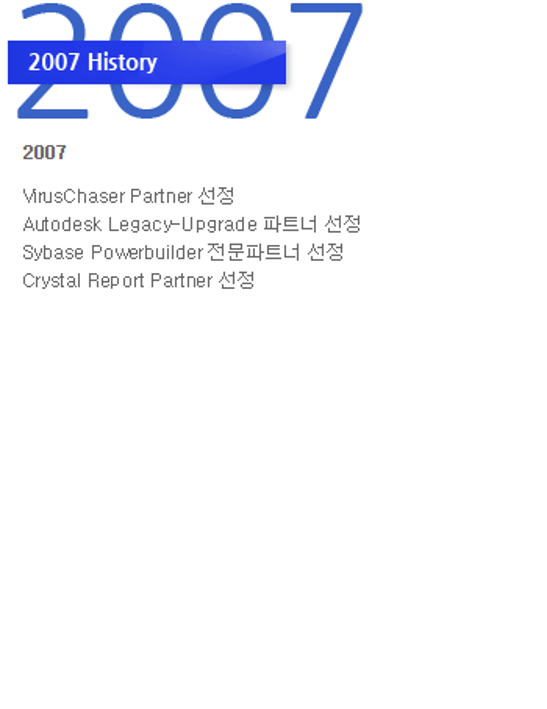 2007
2007 History
2007
VirusChaser Partner 선정
Autodesk Legacy-Upgrade 파트너 선정
Sybase Powerbuilder 전문파트너 선정
Crystal Report Partner 선정